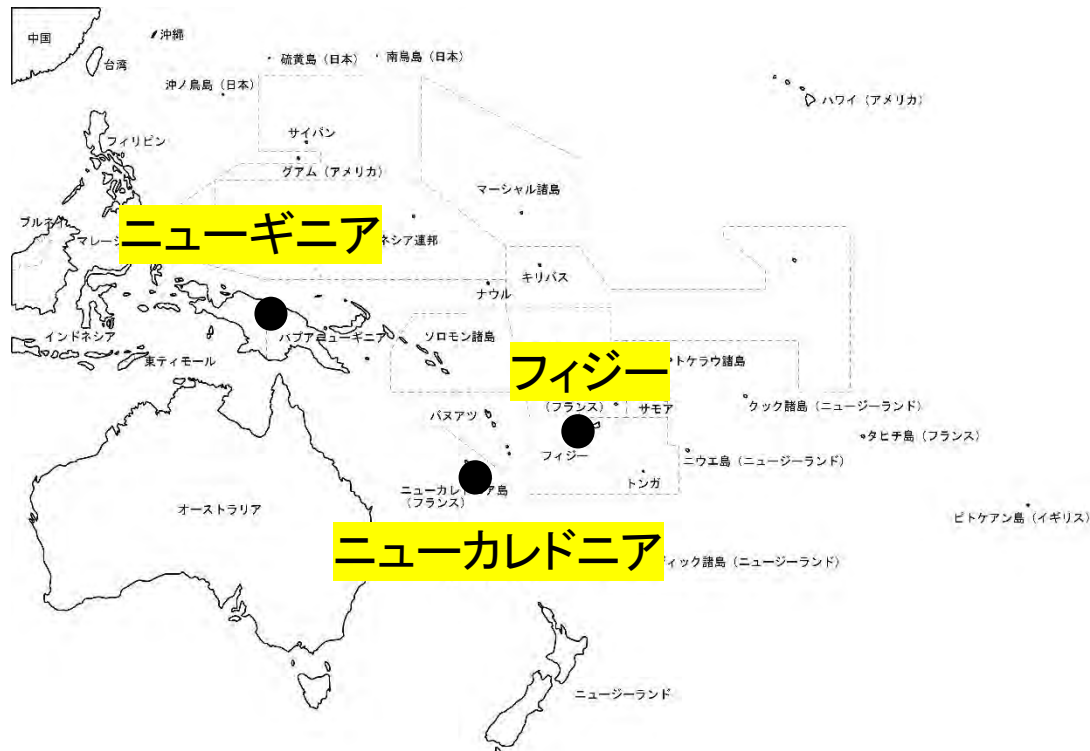 中国
沖縄
台湾
硫黄島（日本）
南鳥島（日本）
沖ノ鳥島（日本）
ハワイ（アメリカ）
フィリピン
サイパン
グアム（アメリカ）
マーシャル諸島
ブルネイ
マレーシ
ニューギニア
ネシア連邦
キリバス
ナウル
インドネシア
パプアニューギニア
ソロモン諸島
東ティモール
フィジー
トケラウ諸島
（フランス）
サモア
クック諸島（ニュージーランド）
バヌアツ
タヒチ島（フランス）
フィジー
ニウエ島（ニュージーランド）
トンガ
ニューカレドニア島
（フランス）
オーストラリア
ピトケアン島（イギリス）
ニューカレドニア
ディック諸島（ニュージーランド）
ニュージーランド